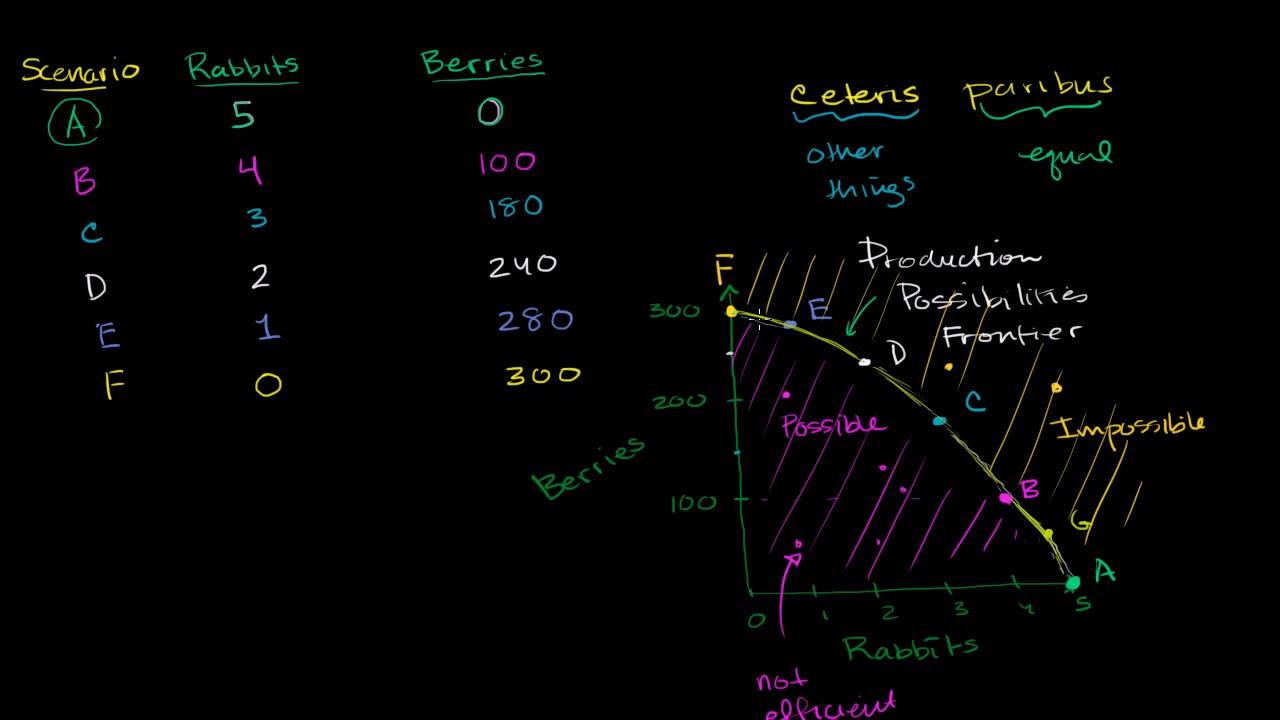 Scenario Rabbits Berries
A 5 0
B 4 100
C 3 180
D 2 240
E 1 280
F 0 300
Ceteris paribus
other equal
things
F
Production
Possibilities
Frontier
300
E
D
200
C
Possible
Impossible
Berries
100
B
G
A
0 1 2 3 4 5
Rabbits
not
efficient